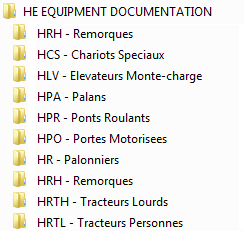 HE EQUIPMENT DOCUMENTATION
HRH - Remorques
HCS - Chariots Speciaux
HLV - Elevateurs Monte-charge
HPA - Palans
HPR - Ponts Roulants
HPO - Portes Motorisees
HR - Palonniers
HRH - Remorques
HRTH - Tracteurs Lourds
HRTL - Tracteurs Personnes